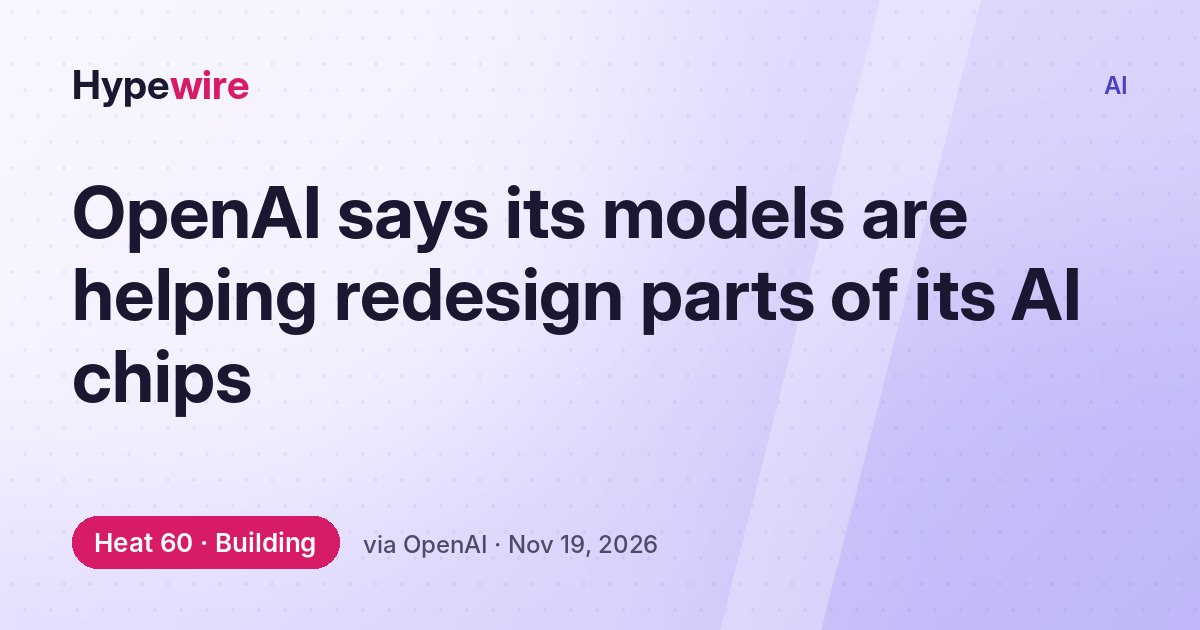 Hypewire
AI
OpenAI says its models are
helping redesign parts of its AI
chips
Heat 60 · Building
via OpenAI · Nov 19, 2026